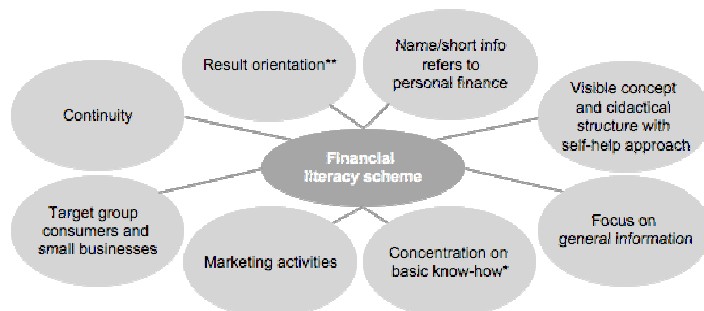 Result orientation**
Name/short info
refers to
personal finance
Continuity
Visible concept
and cidactical
structure with
self-help approach
Financial
literacy scheme
Target group
consumers and
small businesses
Marketing activities
Concentration on
basic know-how*
Focus on
general information